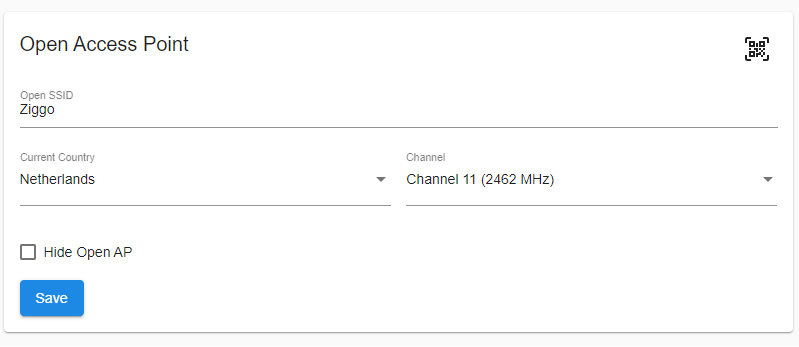 Open Access Point
Open SSID
Ziggo
Current Country
Netherlands
Channel
Channel 11 (2462 MHz)
Hide Open AP
Save